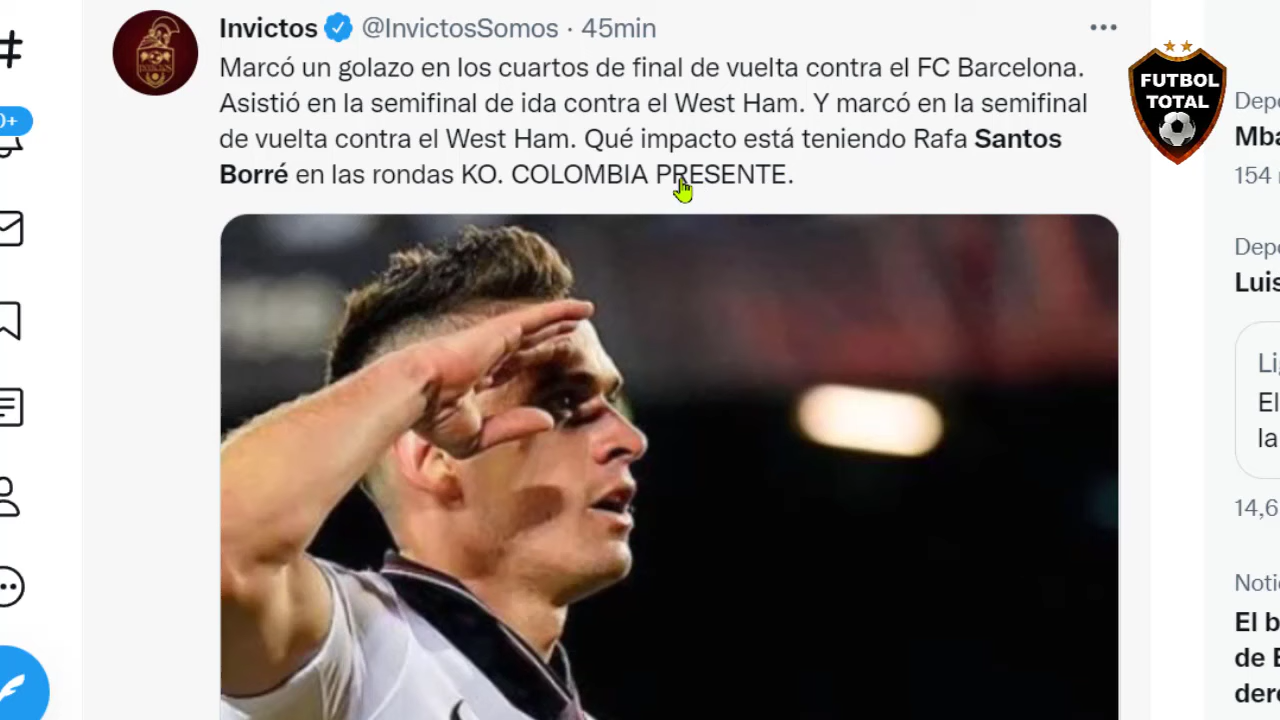 Invictos @InvictosSomos · 45min
Marcó un golazo en los cuartos de final de vuelta contra el FC Barcelona.
Asistió en la semifinal de ida contra el West Ham. Y marcó en la semifinal
de vuelta contra el West Ham. Qué impacto está teniendo Rafa Santos
Borré en las rondas KO. COLOMBIA PRESENTE.
FUTBOL
TOTAL
154
Luis
El
la
14,6
El b
de E